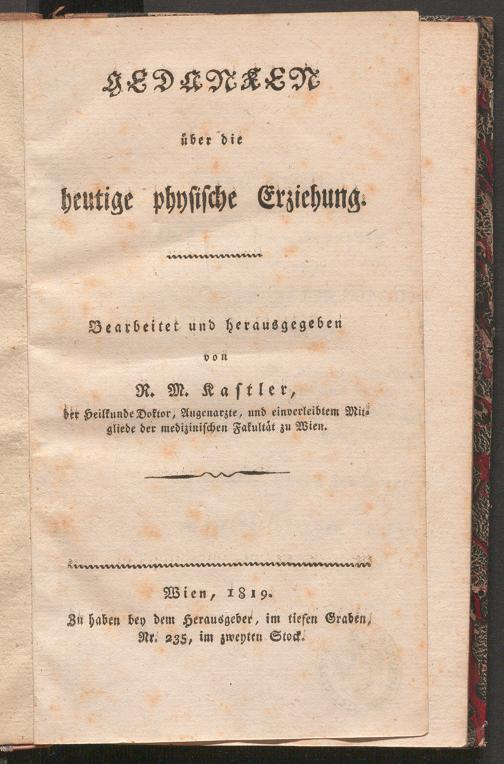 GEDANKEN
über die
heutige physische Erziehung.
Bearbeitet und herausgegeben
von
R. M. Kastler,
der Heilkunde Doktor, Augenarzte, und einverleibtem Mit-
gliede der medizinischen Fakultät zu Wien.
Wien, 1819.
Zu haben bey dem Herausgeber, im tiefen Graben,
Nr. 235, im zweyten Stock.